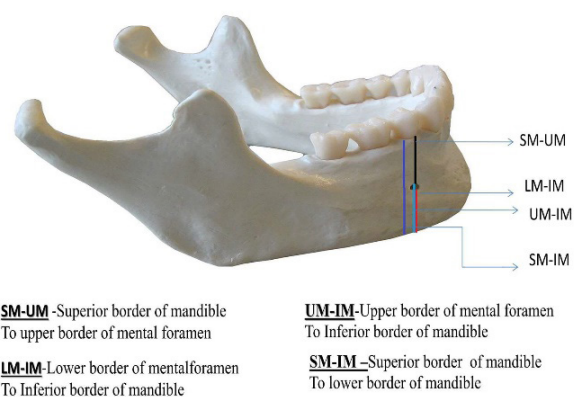 SM-UM
LM-IM
UM-IM
SM-IM
SM-UM -Superior border of mandible
To upper border of mental foramen
LM-IM-Lower border of mentalforamen
To Inferior border of mandible
UM-IM-Upper border of mental foramen
To Inferior border of mandible
SM-IM –Superior border of mandible
To lower border of mandible